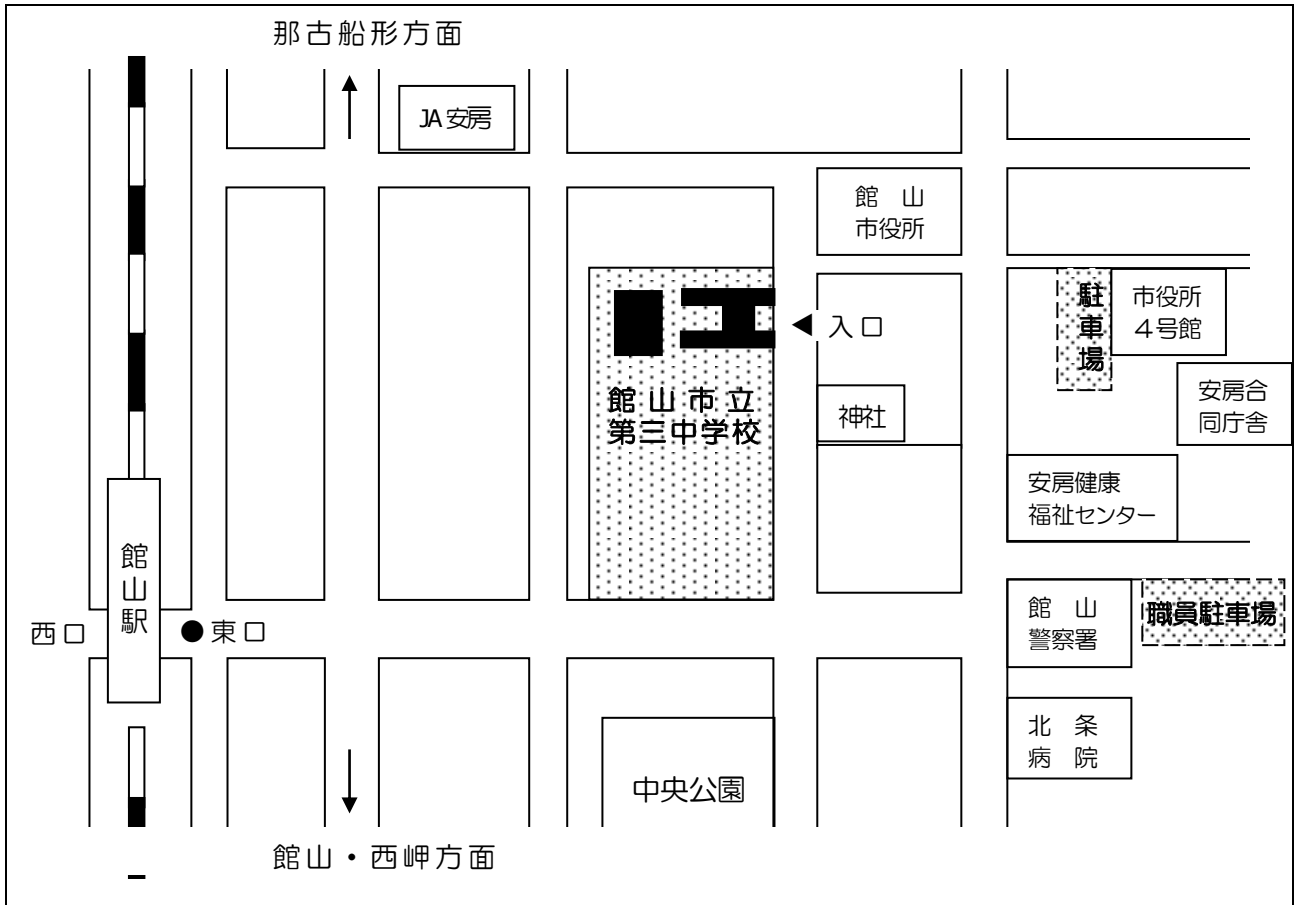 那古船形方面
JA安房
館 山
市役所
駐車場
市役所
４号館
入口
安房合
同庁舎
館山市立
第三中学校
神社
安房健康
福祉センター
館山駅
西口
●東口
館 山
警察署
職員駐車場
北 条
病 院
中央公園
館山・西岬方面